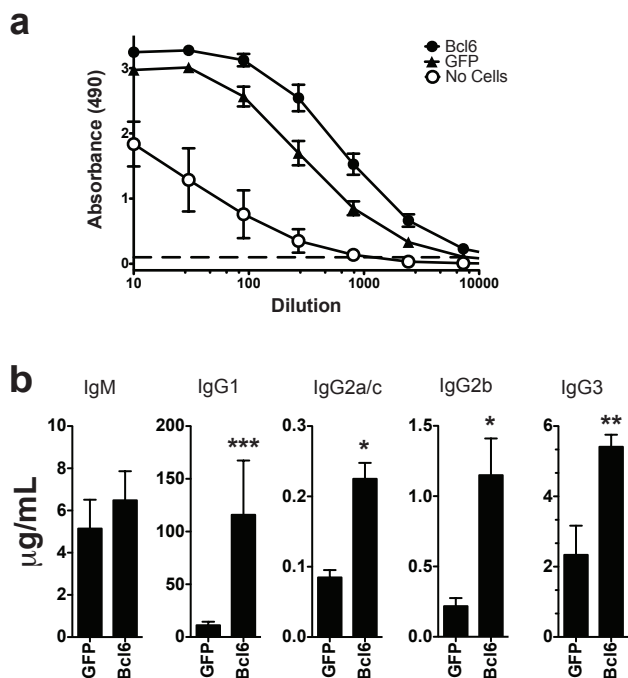 a
Bcl6
GFP
No Cells
Absorbance (490)
3
2
1
0
10 100 1000 10000
Dilution
b
IgM IgG1 IgG2a/c IgG2b IgG3
*** * * **
µg/mL
10 8 6 4 2 0
200 150 100 50 0
0.3 0.2 0.1 0.0
1.5 1.0 0.5 0.0
6 4 2 0
GFP Bcl6 GFP Bcl6 GFP Bcl6 GFP Bcl6 GFP Bcl6